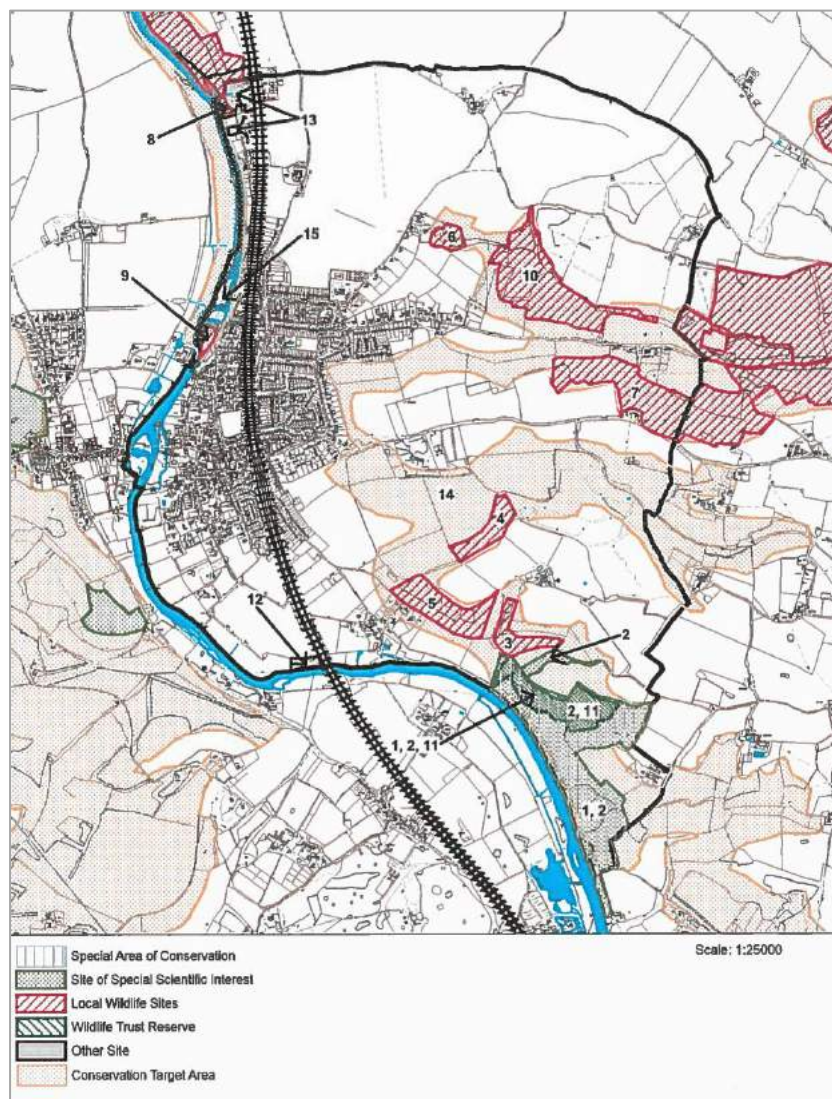 8
13
6
15
10
9
7
14
4
5
12
3
2
2, 11
1, 2, 11
1, 2
Special Area of Conservation
Scale: 1:25000
Site of Special Scientific Interest
Local Wildlife Sites
Wildlife Trust Reserve
Other Site
Conservation Target Area